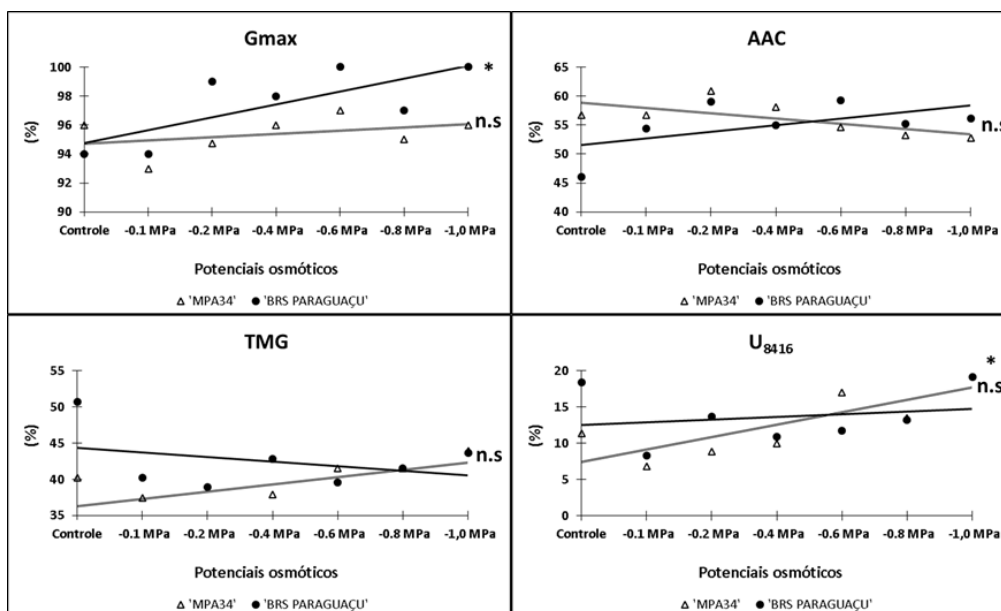 Gmax
(%)
100
98
96
94
92
90
*
n.s
Controle -0.1 MPa -0.2 MPa -0.4 MPa -0.6 MPa -0.8 MPa -1,0 MPa
Potenciais osmóticos
'MPA34' 'BRS PARAGUAÇU'
AAC
(%)
65
60
55
50
45
40
n.s
Controle -0.1 MPa -0.2 MPa -0.4 MPa -0.6 MPa -0.8 MPa -1,0 MPa
Potenciais osmóticos
'MPA34' 'BRS PARAGUAÇU'
TMG
(%)
55
50
45
40
35
n.s
Controle -0.1 MPa -0.2 MPa -0.4 MPa -0.6 MPa -0.8 MPa -1,0 MPa
Potenciais osmóticos
'MPA34' 'BRS PARAGUAÇU'
U8416
(%)
20
15
10
5
0
*
n.s
Controle -0.1 MPa -0.2 MPa -0.4 MPa -0.6 MPa -0.8 MPa -1,0 MPa
Potenciais osmóticos
'MPA34' 'BRS PARAGUAÇU'